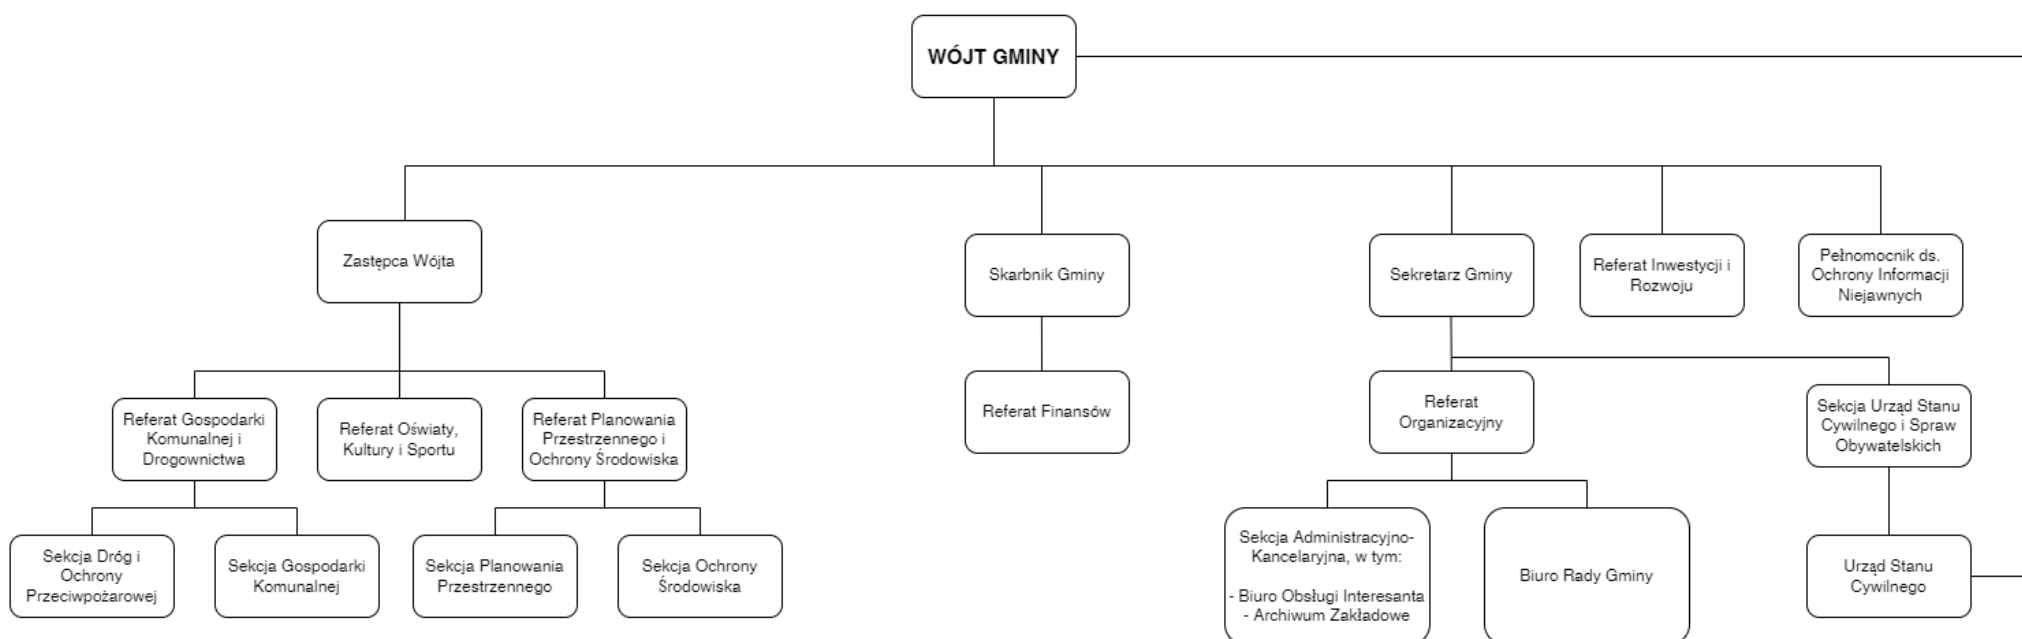 WÓJT GMINY
Zastępca Wójta
Skarbnik Gminy
Sekretarz Gminy
Referat Inwestycji i
Rozwoju
Pełnomocnik ds.
Ochrony Informacji
Niejawnych
Referat Gospodarki
Komunalnej i
Drogownictwa
Referat Oświaty,
Kultury i Sportu
Referat Planowania
Przestrzennego i
Ochrony Środowiska
Referat Finansów
Referat
Organizacyjny
Sekcja Urząd Stanu
Cywilnego i Spraw
Obywatelskich
Sekcja Dróg i
Ochrony
Przeciwpożarowej
Sekcja Gospodarki
Komunalnej
Sekcja Planowania
Przestrzennego
Sekcja Ochrony
Środowiska
Sekcja Administracyjno-
Kancelaryjna, w tym:
- Biuro Obsługi Interesanta
- Archiwum Zakładowe
Biuro Rady Gminy
Urząd Stanu
Cywilnego